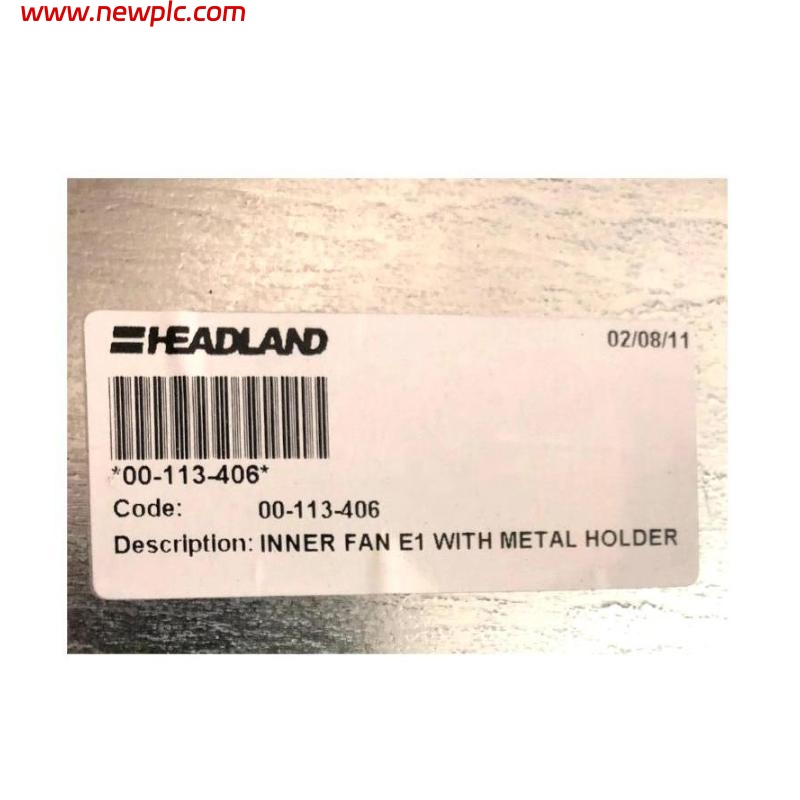 www.newplc.com
HEADLAND 02/08/11
*00-113-406*
Code: 00-113-406
Description: INNER FAN E1 WITH METAL HOLDER